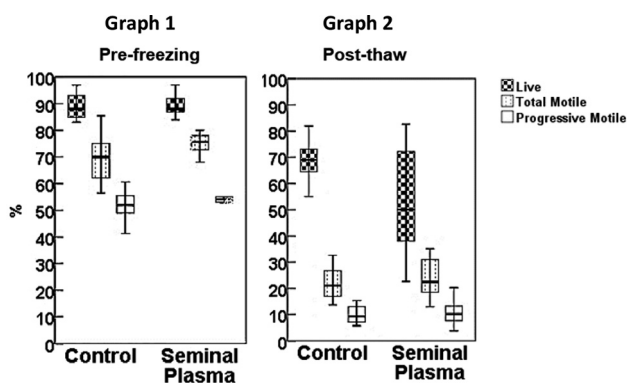 Graph 1
Graph 2
Pre-freezing
Post-thaw
100
90
80
70
60
50
40
30
20
10
0
%
Control
Seminal
Plasma
100
90
80
70
60
50
40
30
20
10
0
Control
Seminal
Plasma
Live
Total Motile
Progressive Motile